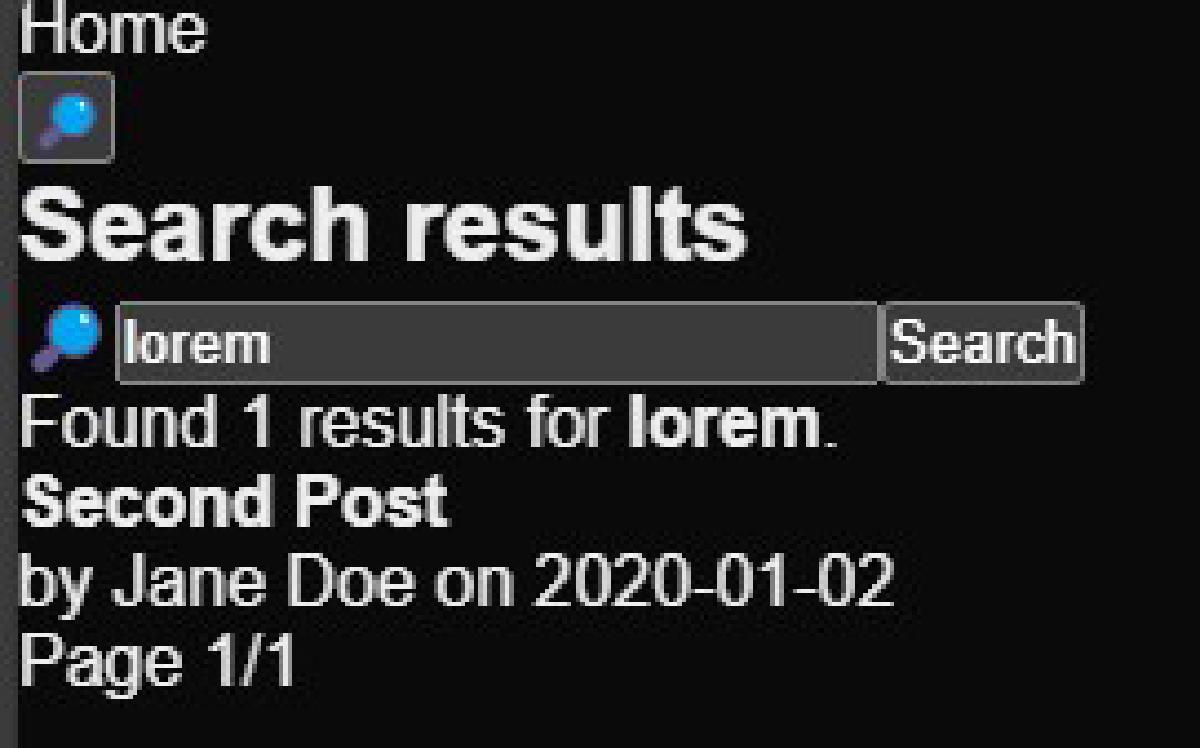 Home
Search results
lorem Search
Found 1 results for lorem.
Second Post
by Jane Doe on 2020-01-02
Page 1/1